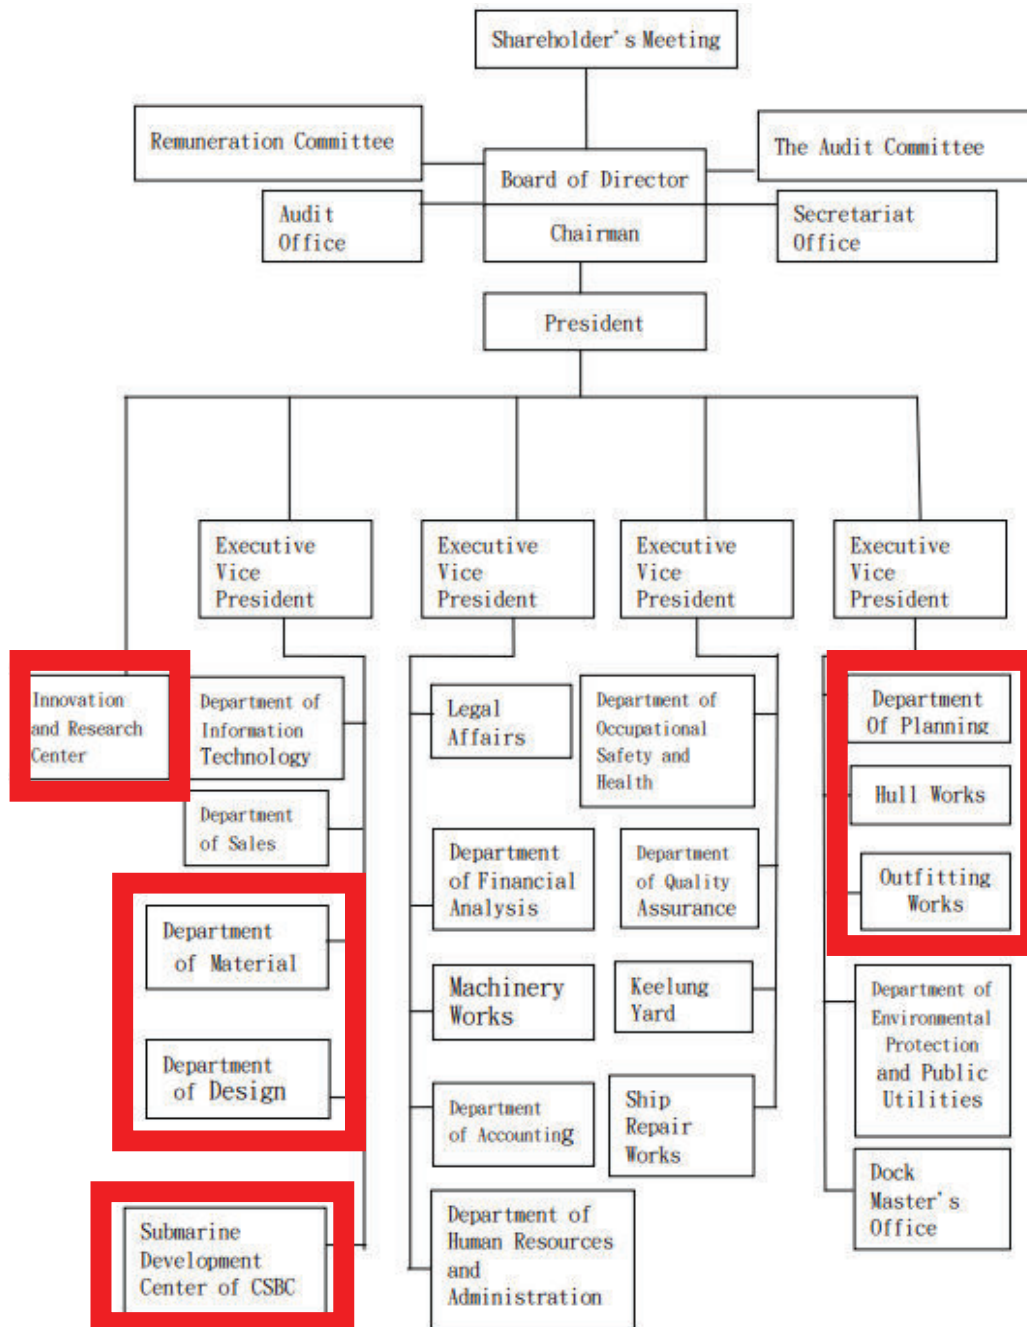 Shareholder's Meeting
Remuneration Committee
The Audit Committee
Board of Director
Audit
Office
Chairman
Secretariat
Office
President
Executive
Vice
President
Executive
Vice
President
Executive
Vice
President
Executive
Vice
President
Innovation
and Research
Center
Department of
Information
Technology
Department
of Sales
Department
of Material
Department
of Design
Submarine
Development
Center of CSBC
Legal
Affairs
Department
of Financial
Analysis
Machinery
Works
Department
of Accounting
Department of
Human Resources
and
Administration
Department of
Occupational
Safety and
Health
Department
of Quality
Assurance
Keelung
Yard
Ship
Repair
Works
Department
Of Planning
Hull Works
Outfitting
Works
Department of
Environmental
Protection
and Public
Utilities
Dock
Master's
Office